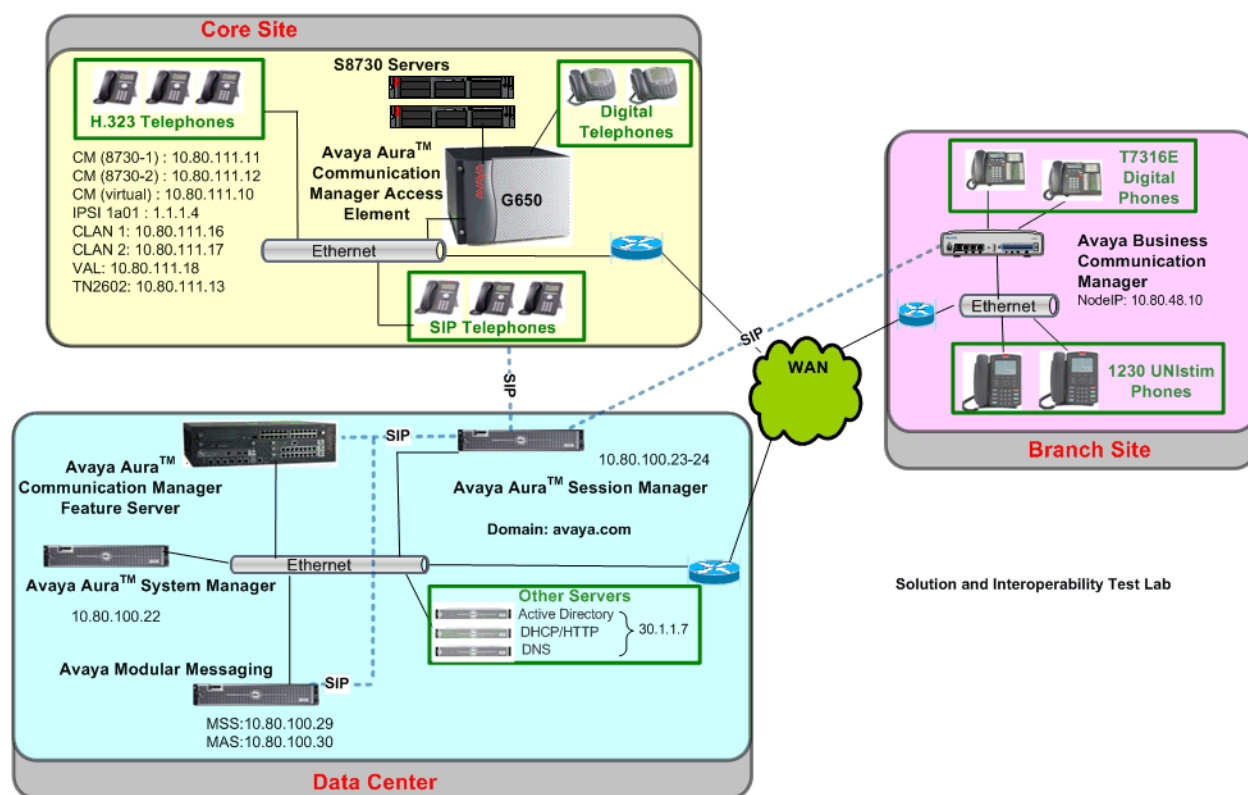 Core Site
S8730 Servers
H.323 Telephones
Digital
Telephones
CM (8730-1) : 10.80.111.11
CM (8730-2) : 10.80.111.12
CM (virtual) : 10.80.111.10
IPSI 1a01 : 1.1.1.4
CLAN 1: 10.80.111.16
CLAN 2: 10.80.111.17
VAL: 10.80.111.18
TN2602: 10.80.111.13
Avaya Aura™
Communication
Manager Access
Element
AVAYA
G650
Ethernet
SIP Telephones
SIP
SIP
WAN
T7316E
Digital
Phones
Avaya Business
Communication
Manager
NodeIP: 10.80.48.10
Ethernet
1230 UNIstim
Phones
Branch Site
SIP
10.80.100.23-24
Avaya Aura™
Communication Manager
Feature Server
Avaya Aura™ Session Manager
Domain: avaya.com
Ethernet
Avaya Aura™ System Manager
10.80.100.22
Other Servers
Active Directory
DHCP/HTTP
DNS
30.1.1.7
Avaya Modular Messaging
SIP
MSS:10.80.100.29
MAS:10.80.100.30
Data Center
Solution and Interoperability Test Lab